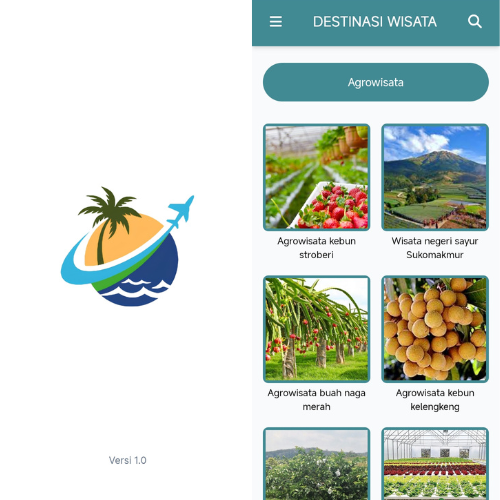 Versi 1.0
DESTINASI WISATA
Agrowisata
Agrowisata kebun
stroberi
Wisata negeri sayur
Sukomakmur
Agrowisata buah naga
merah
Agrowisata kebun
kelengkeng